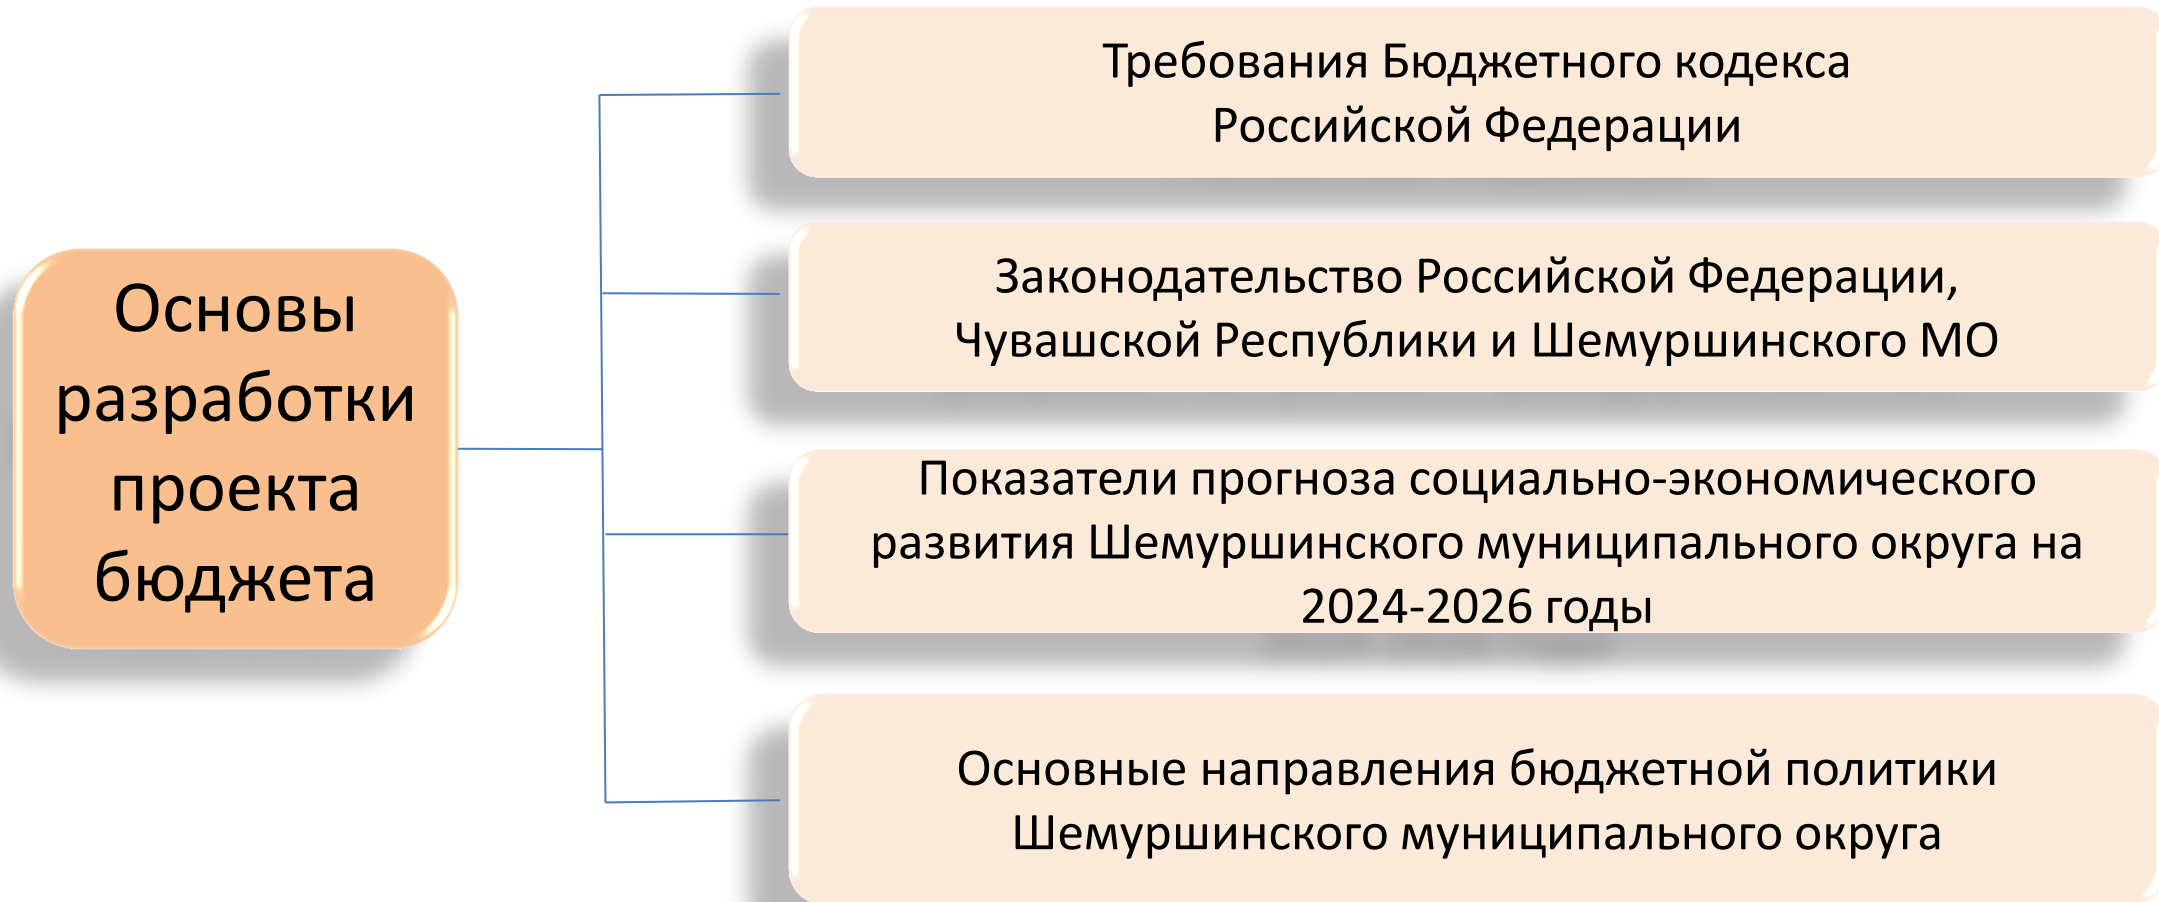 Основы
разработки
проекта
бюджета
Требования Бюджетного кодекса
Российской Федерации
Законодательство Российской Федерации,
Чувашской Республики и Шемуршинского МО
Показатели прогноза социально-экономического
развития Шемуршинского муниципального округа на
2024-2026 годы
Основные направления бюджетной политики
Шемуршинского муниципального округа